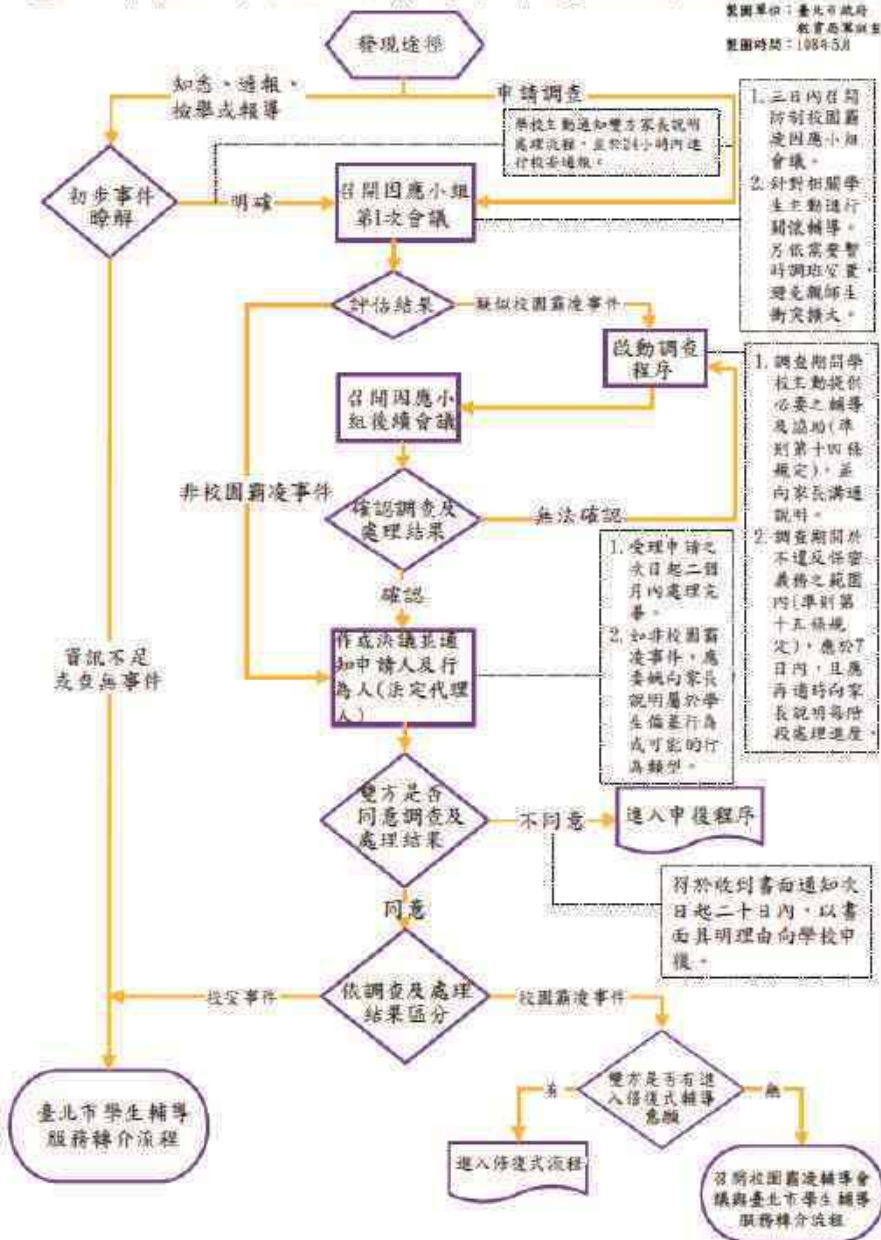 製圖單位：臺北市政府
教育局軍訓室
製圖時間：108年5月
發現途徑
知悉、通報、
檢舉或報導
申請調查
學校主動通知雙方家長說明
處理流程，並於24小時內進
行校安通報。
1. 三日內召開
防制校園霸
凌因應小組
會議。
2. 針對相關學
生主動進行
關懷輔導。
另依需要暫
時調班安置，
避免親師生
衝突擴大。
初步事件
瞭解
明確
召開因應小組
第1次會議
評估結果
疑似校園霸凌事件
啟動調查
程序
召開因應小
組後續會議
1. 調查期間學
校主動提供
必要之輔導
及協助(準
則第十四條
規定)，並
向家長溝通
說明。
2. 調查期間於
不違反保密
義務之範圍
內(準則第
十五條規
定)，應於7
日內，且應
再適時向家
長說明每階
段處理進度。
非校園霸凌事件
確認調查及
處理結果
無法確認
確認
1. 受理申請之
次日起二個
月內處理完
畢。
2. 如非校園霸
凌事件，應
委婉向家長
說明屬於學
生偏差行為
或可能的行
為類型。
資訊不足
或查無事件
作成決議並通
知申請人及行
為人(法定代理
人)
雙方是否
同意調查及
處理結果
不同意
進入申復程序
得於收到書面通知次
日起二十日內，以書
面具明理由向學校申
復。
同意
校安事件
依調查及處理
結果區分
校園霸凌事件
雙方是否有進
入修復式輔導
意願
有
無
臺北市學生輔導
服務轉介流程
進入修復式流程
召開校園霸凌輔導會
議與臺北市學生輔導
服務轉介流程